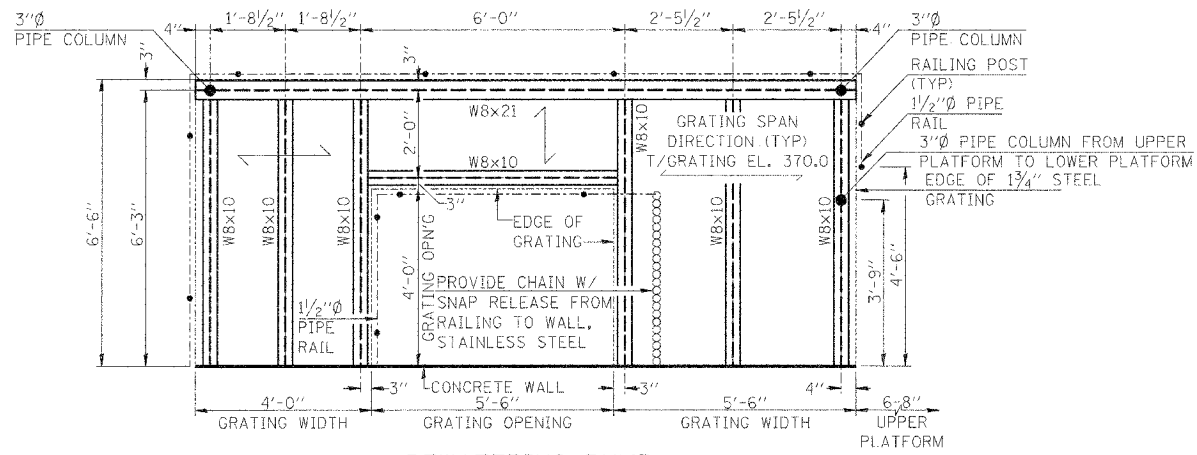 3"Ø
PIPE COLUMN
1'-8½"
1'-8½"
6'-0"
2'-5½"
2'-5½"
4"
4"
3"Ø
PIPE COLUMN
RAILING POST
(TYP)
1½"Ø PIPE
RAIL
3"Ø PIPE COLUMN FROM UPPER
PLATFORM TO LOWER PLATFORM
EDGE OF 1¾" STEEL
GRATING
3"
3"
W8x21
W8x10
2'-0"
W8x10
GRATING SPAN
DIRECTION (TYP)
T/GRATING EL. 370.0
6'-6"
6'-3"
W8x10
W8x10
W8x10
3"
EDGE OF
GRATING
4'-0"
GRATING OPN'G
PROVIDE CHAIN W/
SNAP RELEASE FROM
RAILING TO WALL,
STAINLESS STEEL
1½"Ø
PIPE
RAIL
W8x10
W8x10
3'-9"
4'-6"
3"
CONCRETE WALL
3"
4"
4'-0"
GRATING WIDTH
5'-6"
GRATING OPENING
5'-6"
GRATING WIDTH
6'-8"
UPPER
PLATFORM